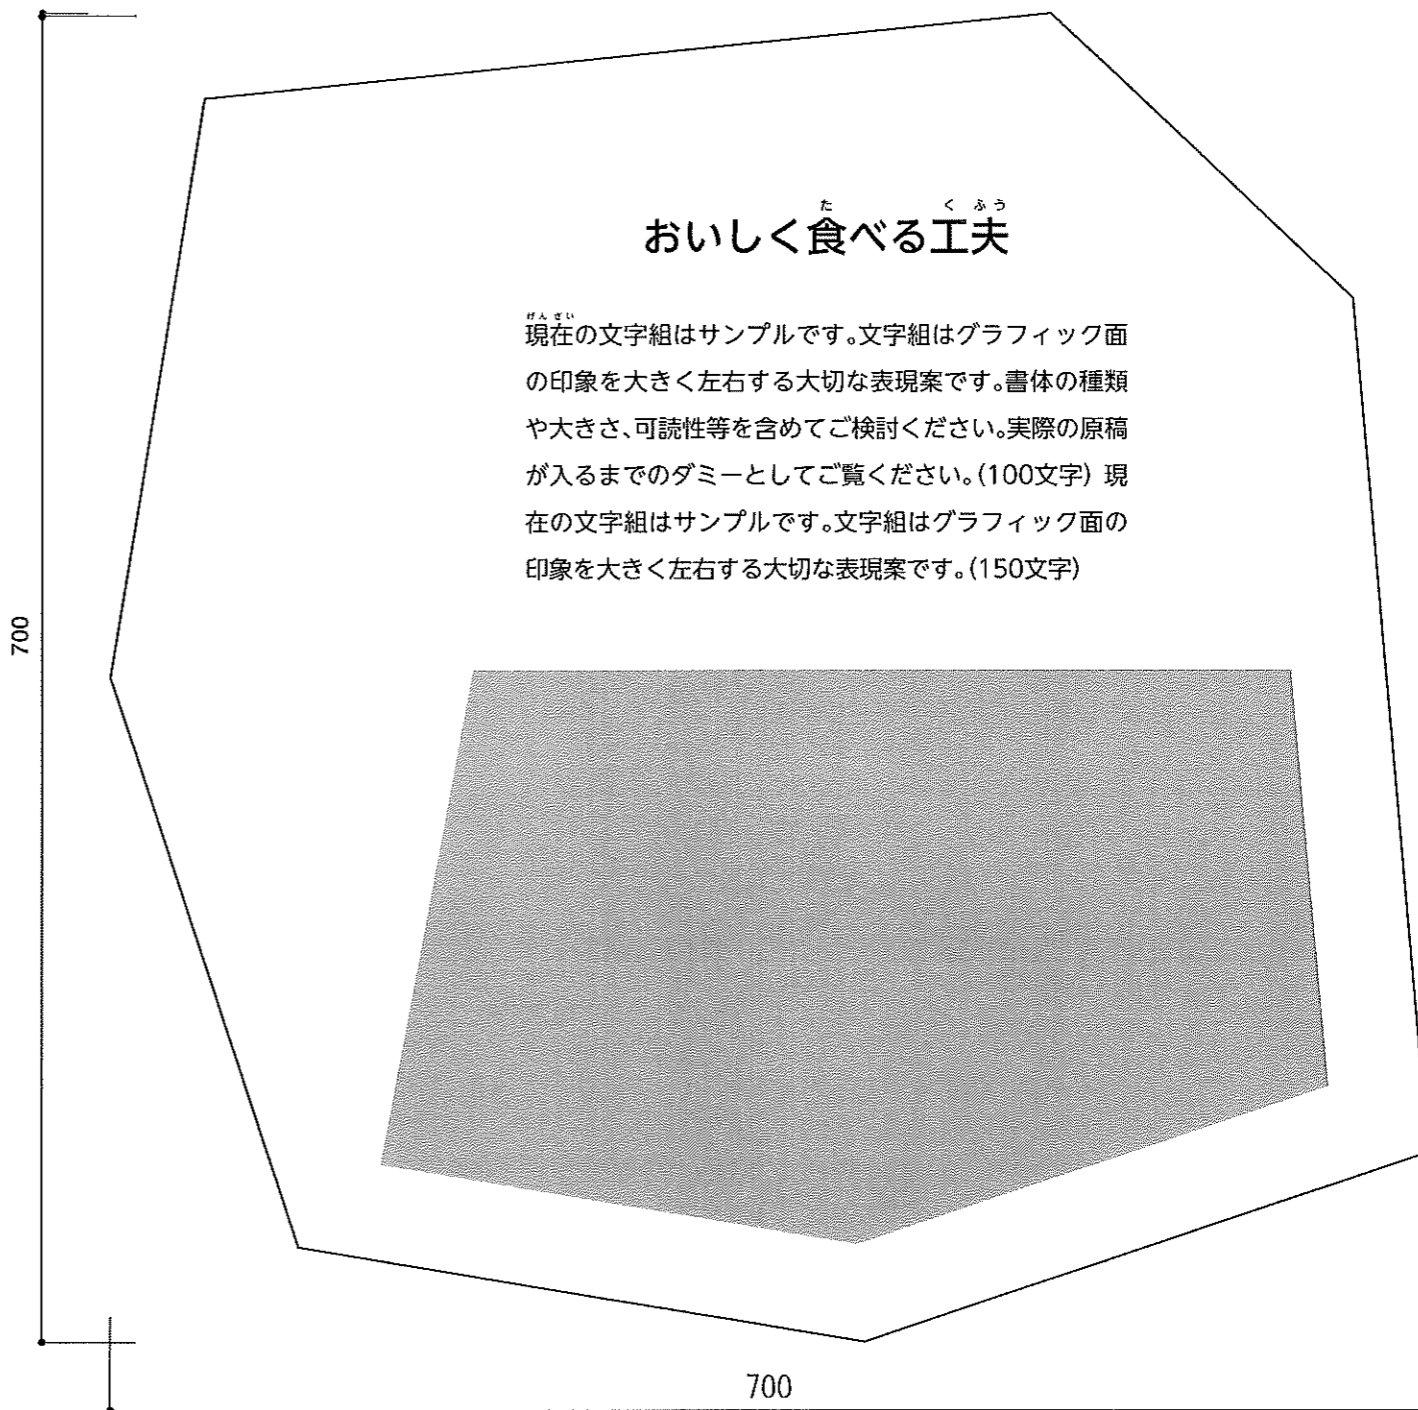 おいしく食べる工夫
現在の文字組はサンプルです。文字組はグラフィック面
の印象を大きく左右する大切な表現案です。書体の種類
や大きさ、可読性等を含めてご検討ください。実際の原稿
が入るまでのダミーとしてご覧ください。(100文字) 現
在の文字組はサンプルです。文字組はグラフィック面の
印象を大きく左右する大切な表現案です。(150文字)
700
700